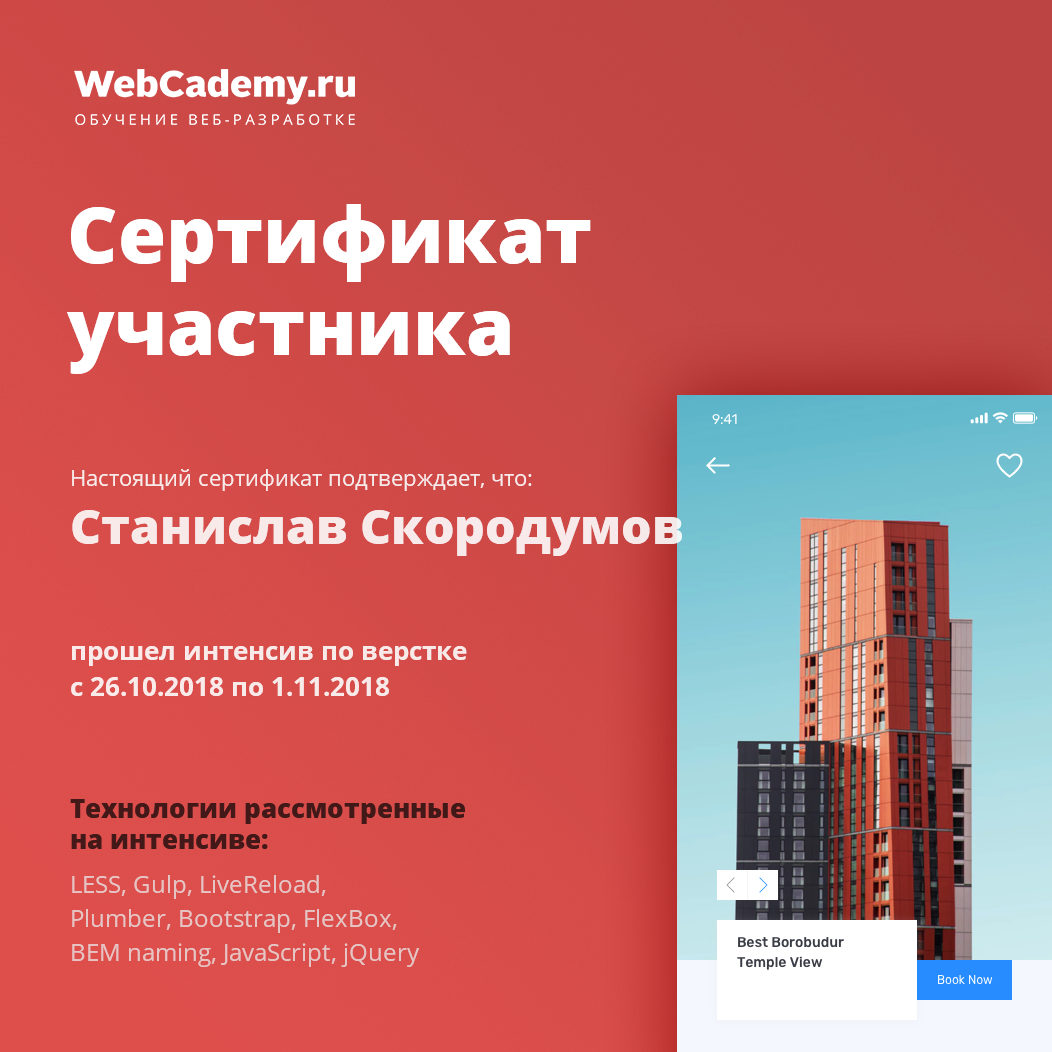 WebCademy.ru
ОБУЧЕНИЕ ВЕБ-РАЗРАБОТКЕ
Сертификат
участника
Настоящий сертификат подтверждает, что:
Станислав Скородумов
прошел интенсив по верстке
с 26.10.2018 по 1.11.2018
Технологии рассмотренные
на интенсиве:
LESS, Gulp, LiveReload,
Plumber, Bootstrap, FlexBox,
BEM naming, JavaScript, jQuery
9:41
Best Borobudur
Temple View
Book Now